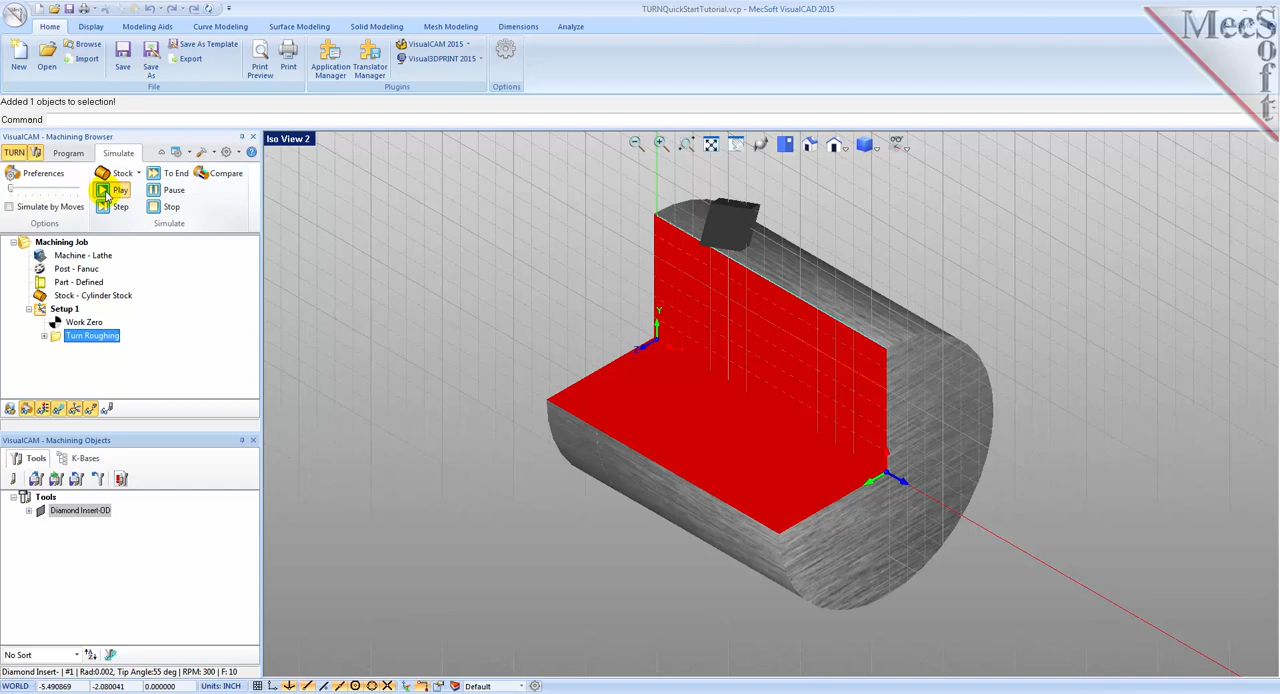 TURNQuickStartTutorial.vcp - MecSoft VisualCAD 2015
MecSoft
Home Display Modeling Aids Curve Modeling Surface Modeling Solid Modeling Mesh Modeling Dimensions Analyze
New Open Browse Import Save Save As Save As Template Export Print Preview Print Application Manager Translator Manager VisualCAM 2015 Visual3DPRINT 2015
File Plugins Options
Added 1 objects to selection!
Command
VisualCAM - Machining Browser
Iso View 2
TURN Program Simulate
Preferences Stock To End Compare
Play Pause
Simulate by Moves Step Stop
Options Simulate
Machining Job
Machine - Lathe
Post - Fanuc
Part - Defined
Stock - Cylinder Stock
Setup 1
Work Zero
Turn Roughing
Y
Z
VisualCAM - Machining Objects
Tools K-Bases
Tools
Diamond Insert-OD
No Sort
Diamond Insert- | #1 | Rad:0.002, Tip Angle:55 deg | RPM: 300 | F: 10
WORLD -5.490869 -2.080041 0.000000 Units: INCH Default